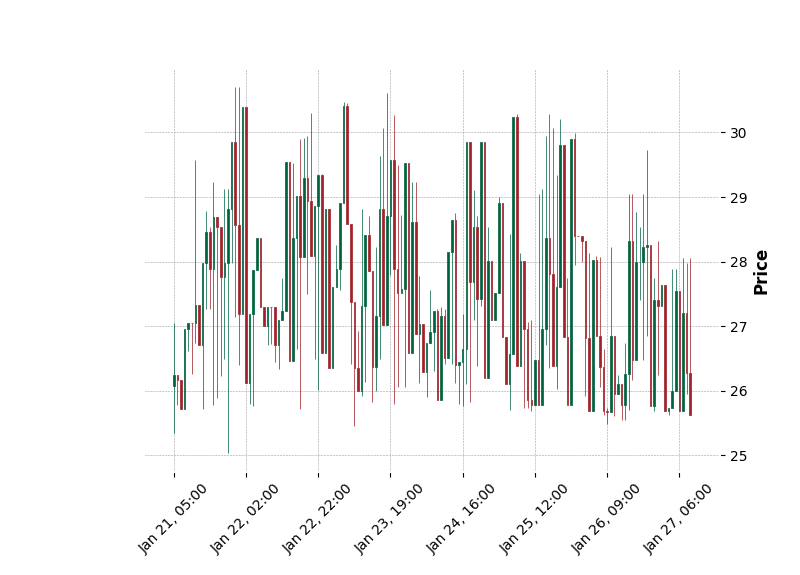 30
29
28
27
26
25
Price
Jan 21, 05:00
Jan 22, 02:00
Jan 22, 22:00
Jan 23, 19:00
Jan 24, 16:00
Jan 25, 12:00
Jan 26, 09:00
Jan 27, 06:00